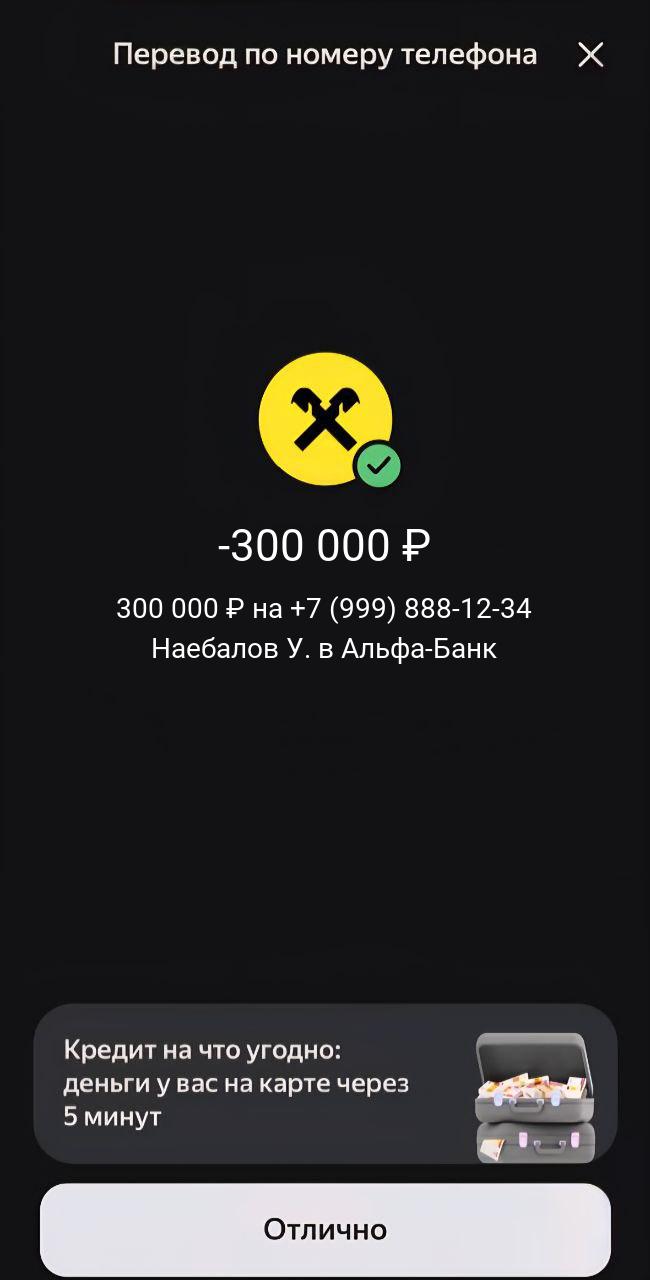 Перевод по номеру телефона
-300 000 ₽
300 000 ₽ на +7 (999) 888-12-34
Наебалов У. в Альфа-Банк
Кредит на что угодно:
деньги у вас на карте через
5 минут
Отлично